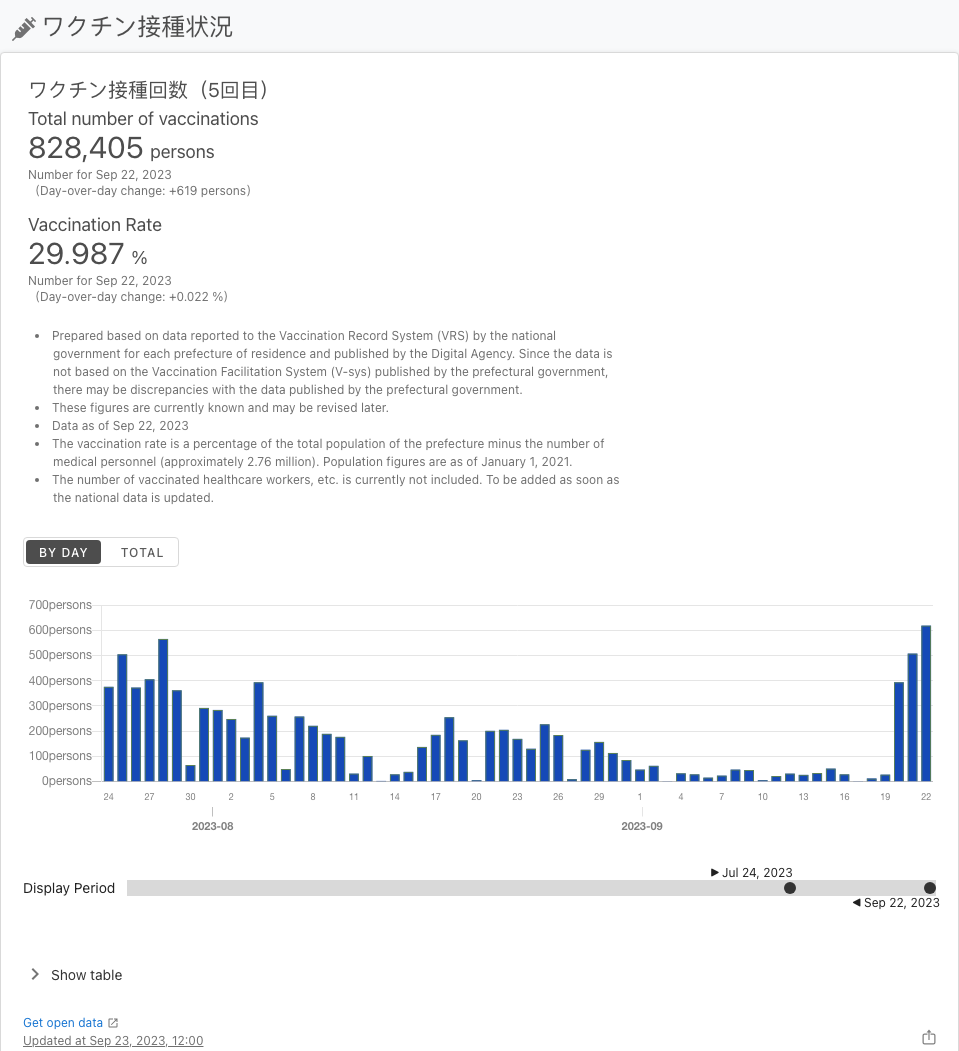 ワクチン接種状況
ワクチン接種回数（5回目）
Total number of vaccinations
828,405 persons
Number for Sep 22, 2023
(Day-over-day change: +619 persons)
Vaccination Rate
29.987 %
Number for Sep 22, 2023
(Day-over-day change: +0.022 %)
• Prepared based on data reported to the Vaccination Record System (VRS) by the national
government for each prefecture of residence and published by the Digital Agency. Since the data is
not based on the Vaccination Facilitation System (V-sys) published by the prefectural government,
there may be discrepancies with the data published by the prefectural government.
• These figures are currently known and may be revised later.
• Data as of Sep 22, 2023
• The vaccination rate is a percentage of the total population of the prefecture minus the number of
medical personnel (approximately 2.76 million). Population figures are as of January 1, 2021.
• The number of vaccinated healthcare workers, etc. is currently not included. To be added as soon as
the national data is updated.
BY DAY TOTAL
700persons
600persons
500persons
400persons
300persons
200persons
100persons
0persons
24 27 30 2 5 8 11 14 17 20 23 26 29 1 4 7 10 13 16 19 22
2023-08 2023-09
Jul 24, 2023
Display Period
Sep 22, 2023
Show table
Get open data
Updated at Sep 23, 2023, 12:00